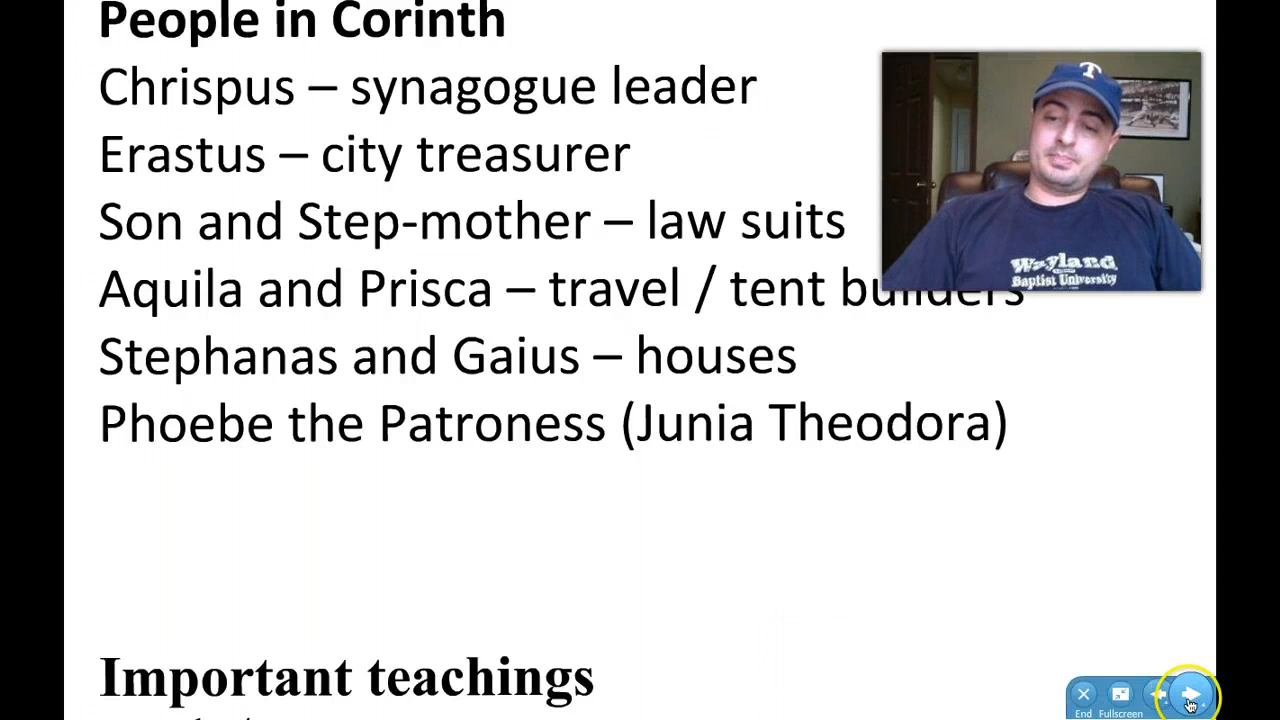 People in Corinth
Chrispus – synagogue leader
Erastus – city treasurer
Son and Step-mother – law suits
Aquila and Prisca – travel / tent builders
Stephanas and Gaius – houses
Phoebe the Patroness (Junia Theodora)
T
Wayland
Baptist University
Important teachings
End Fullscreen